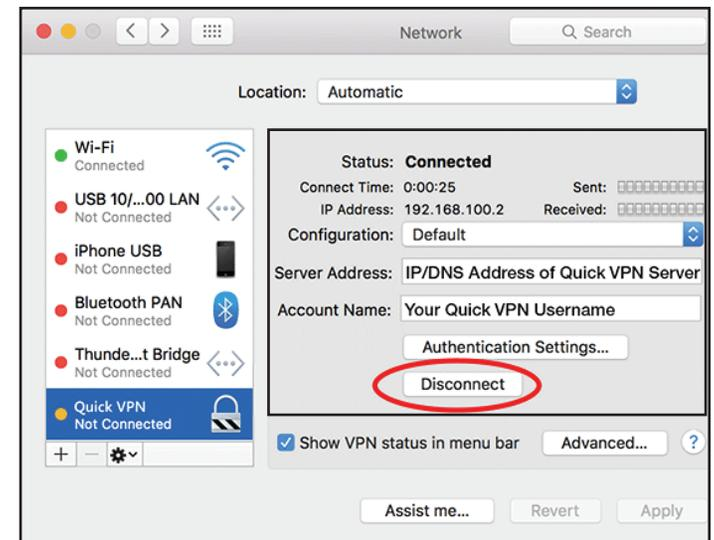 Network
Search
Location: Automatic
Wi-Fi
Connected
USB 10/...00 LAN
Not Connected
iPhone USB
Not Connected
Bluetooth PAN
Not Connected
Thunde...t Bridge
Not Connected
Quick VPN
Not Connected
Status: Connected
Connect Time: 0:00:25 Sent:
IP Address: 192.168.100.2 Received:
Configuration: Default
Server Address: IP/DNS Address of Quick VPN Server
Account Name: Your Quick VPN Username
Authentication Settings...
Disconnect
Show VPN status in menu bar Advanced... ?
Assist me... Revert Apply